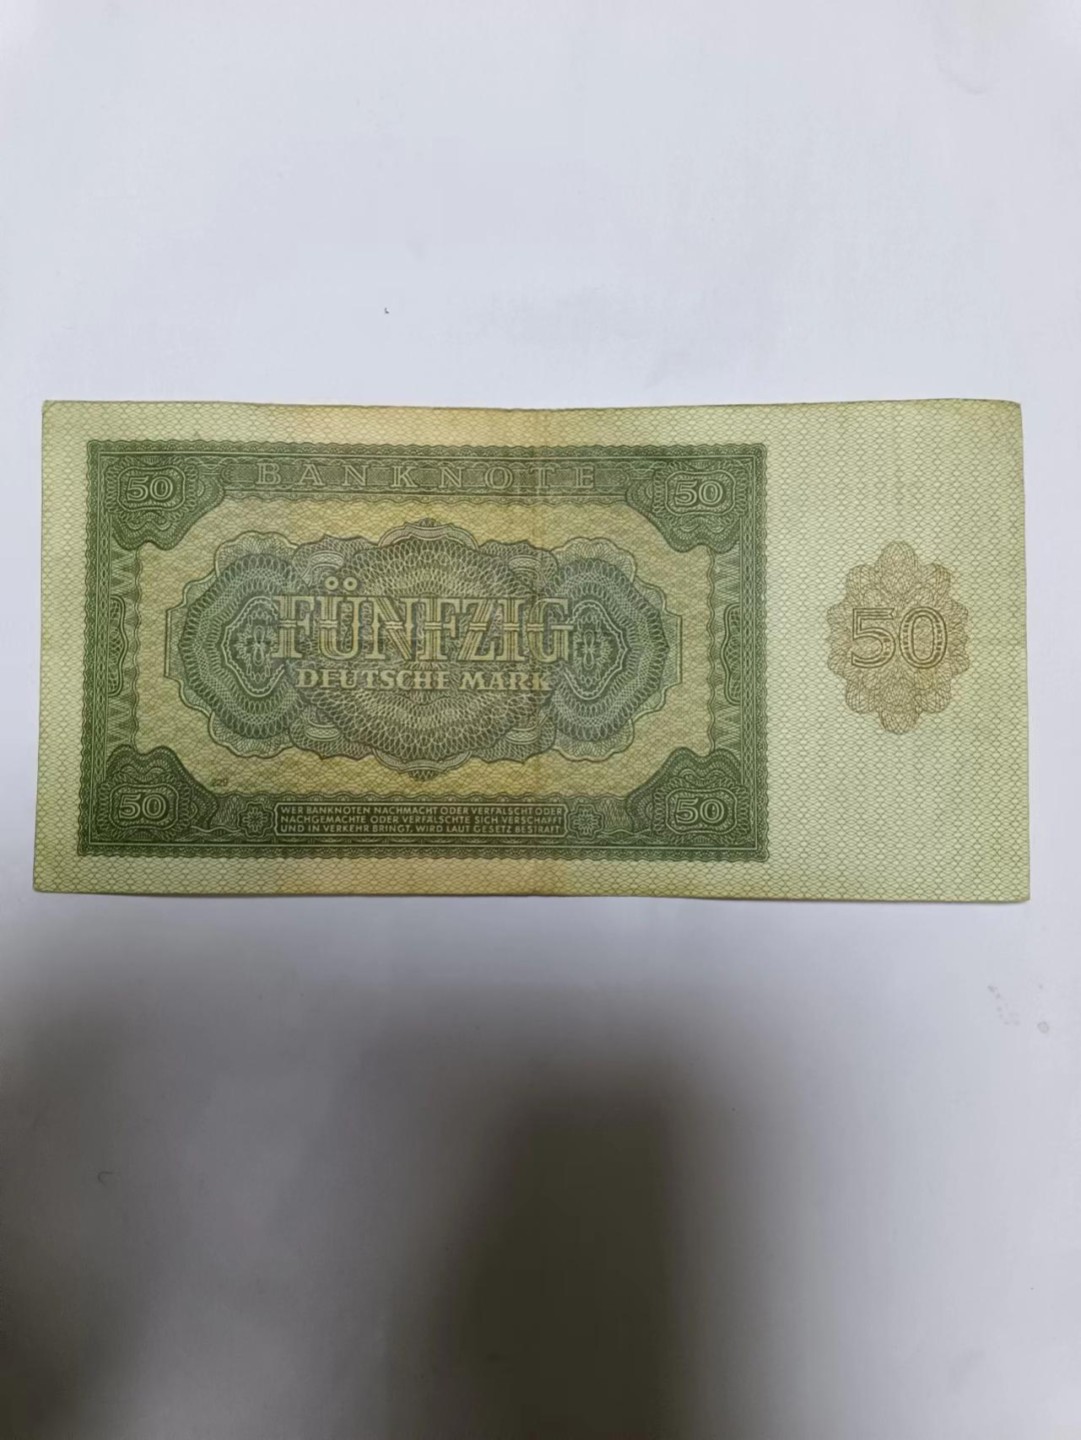 BANKNOTE
50 50
FÜNFZIG
DEUTSCHE MARK
50
50 50
WER BANKNOTEN NACHMACHT ODER VERFÄLSCHT ODER
NACHGEMACHTE ODER VERFÄLSCHTE SICH VERSCHAFFT
UND IN VERKEHR BRINGT, WIRD LAUT GESETZ BESTRAFT